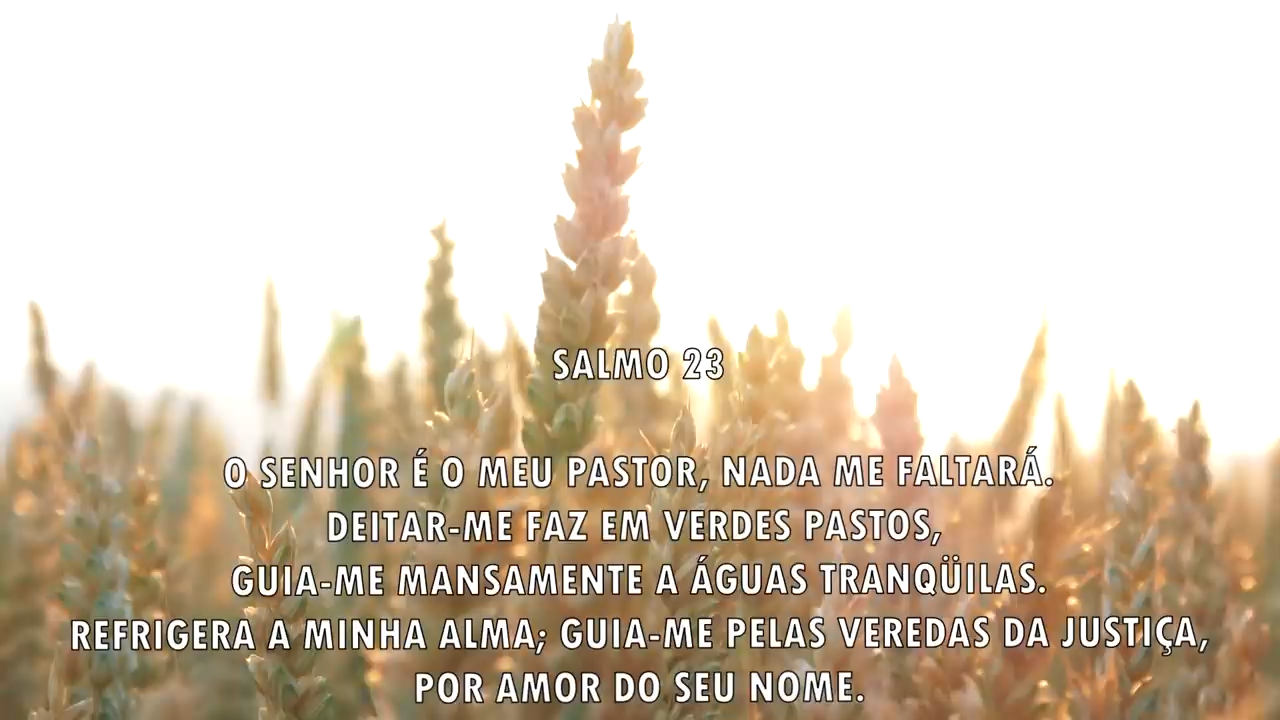 SALMO 23
O SENHOR É O MEU PASTOR, NADA ME FALTARÁ.
DEITAR-ME FAZ EM VERDES PASTOS,
GUIA-ME MANSAMENTE A ÁGUAS TRANQÜILAS.
REFRIGERA A MINHA ALMA; GUIA-ME PELAS VEREDAS DA JUSTIÇA,
POR AMOR DO SEU NOME.